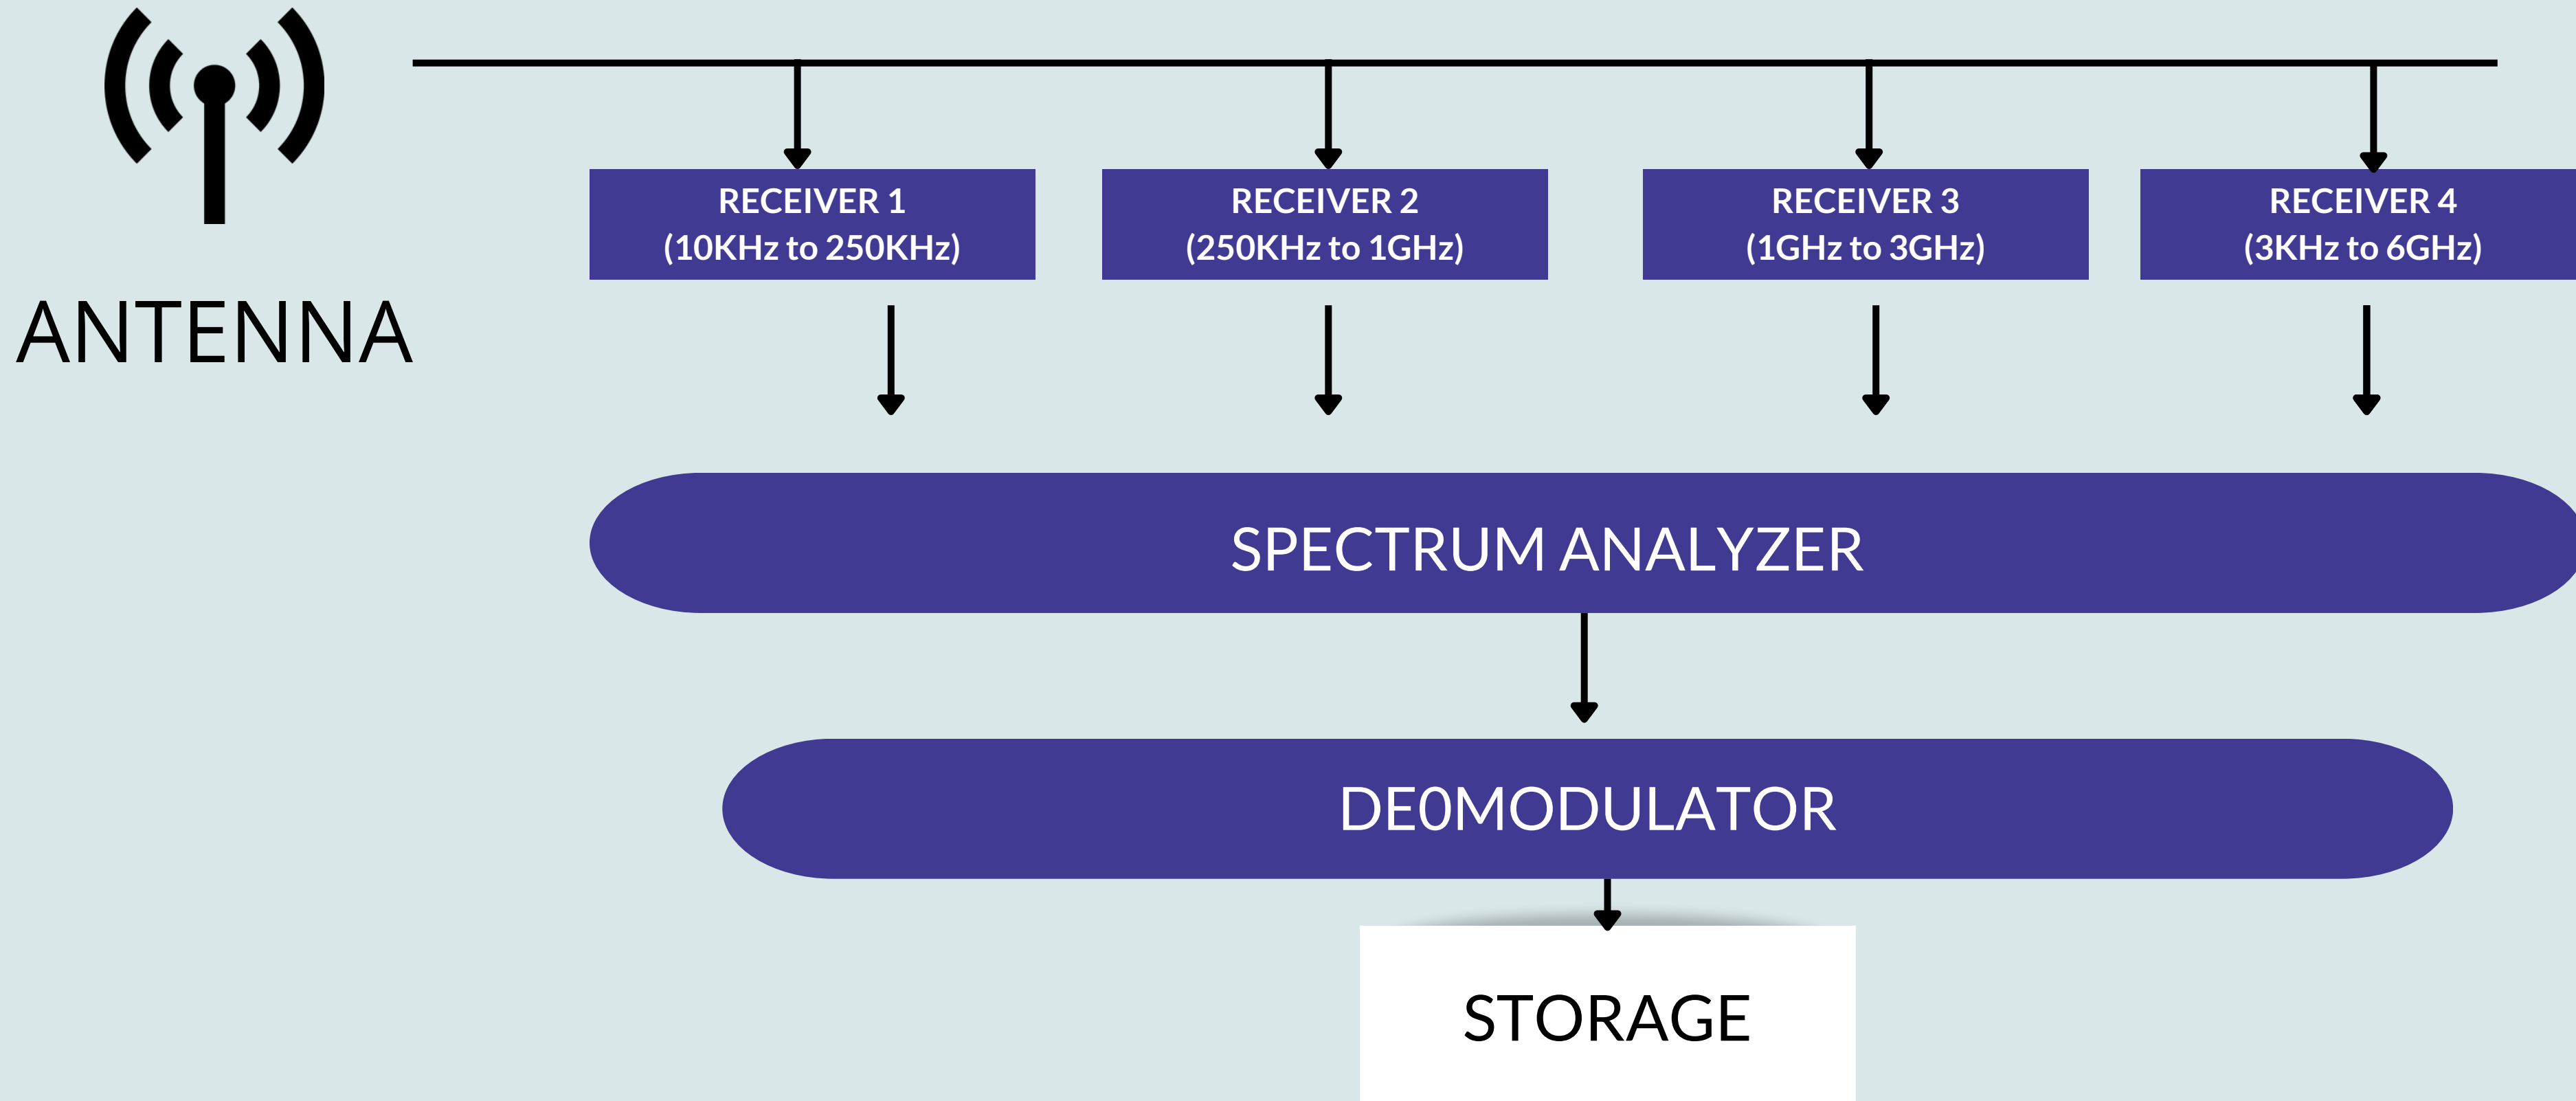 ANTENNA
RECEIVER 1
(10KHz to 250KHz)
RECEIVER 2
(250KHz to 1GHz)
RECEIVER 3
(1GHz to 3GHz)
RECEIVER 4
(3KHz to 6GHz)
SPECTRUM ANALYZER
DE0MODULATOR
STORAGE